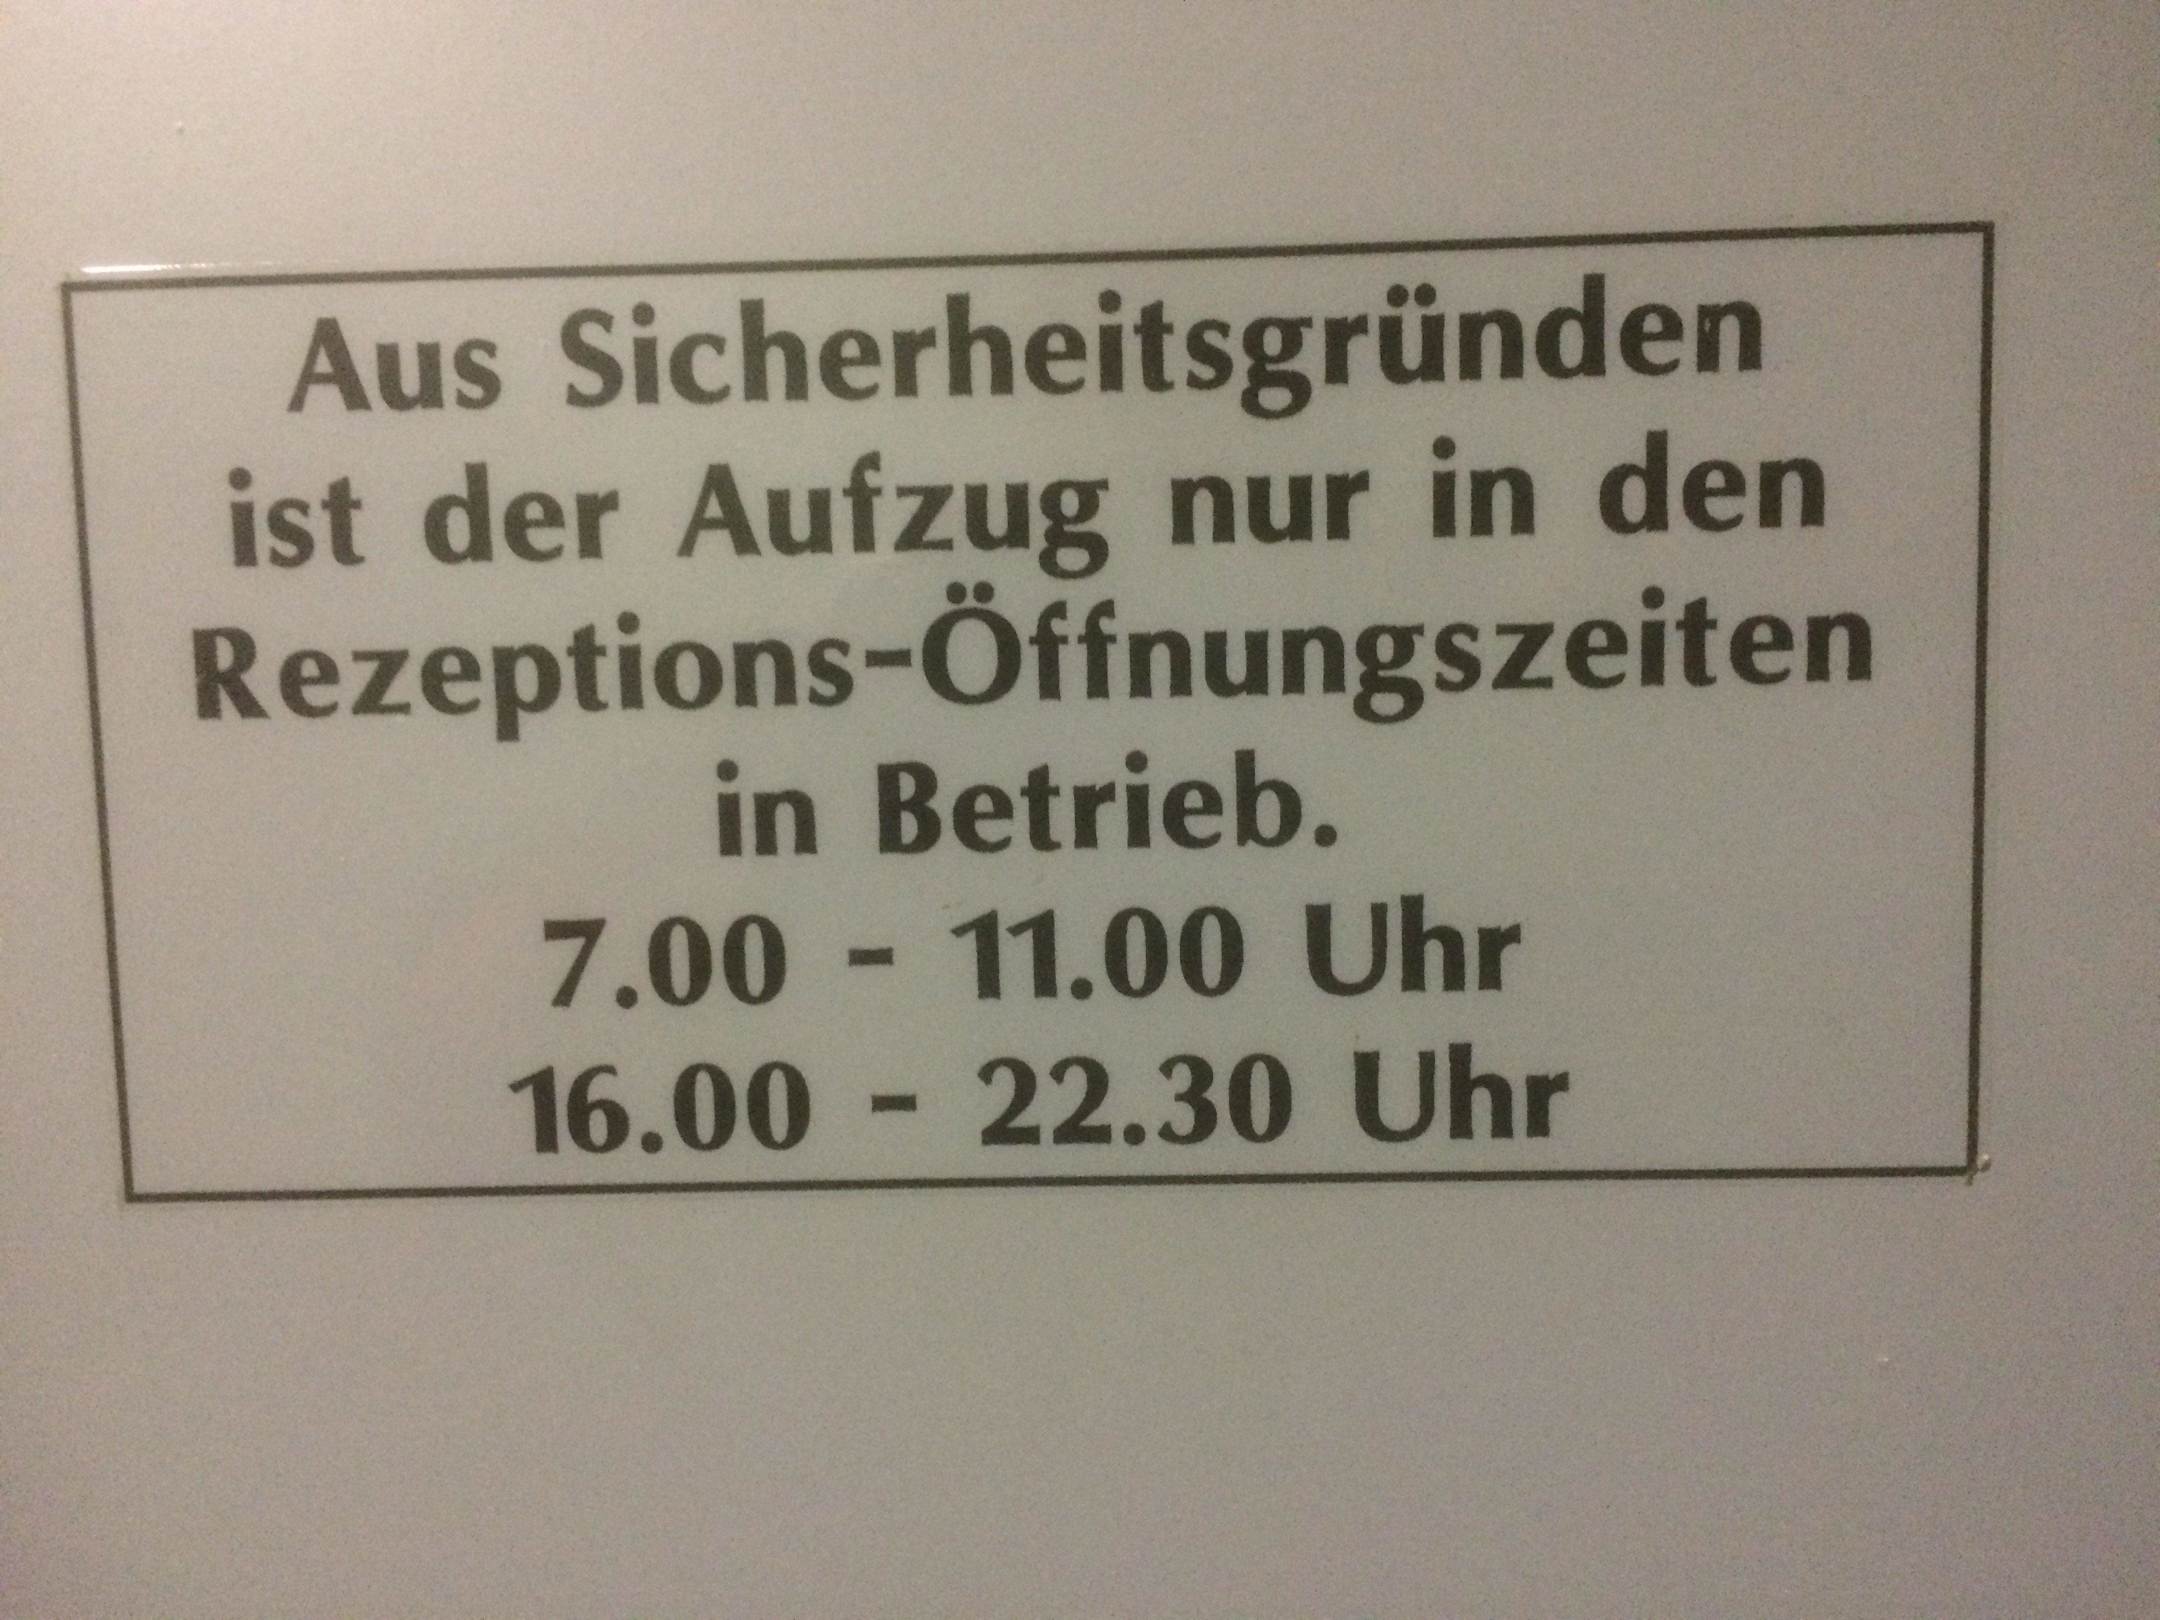 Aus Sicherheitsgründen
ist der Aufzug nur in den
Rezeptions-Öffnungszeiten
in Betrieb.
7.00 - 11.00 Uhr
16.00 - 22.30 Uhr